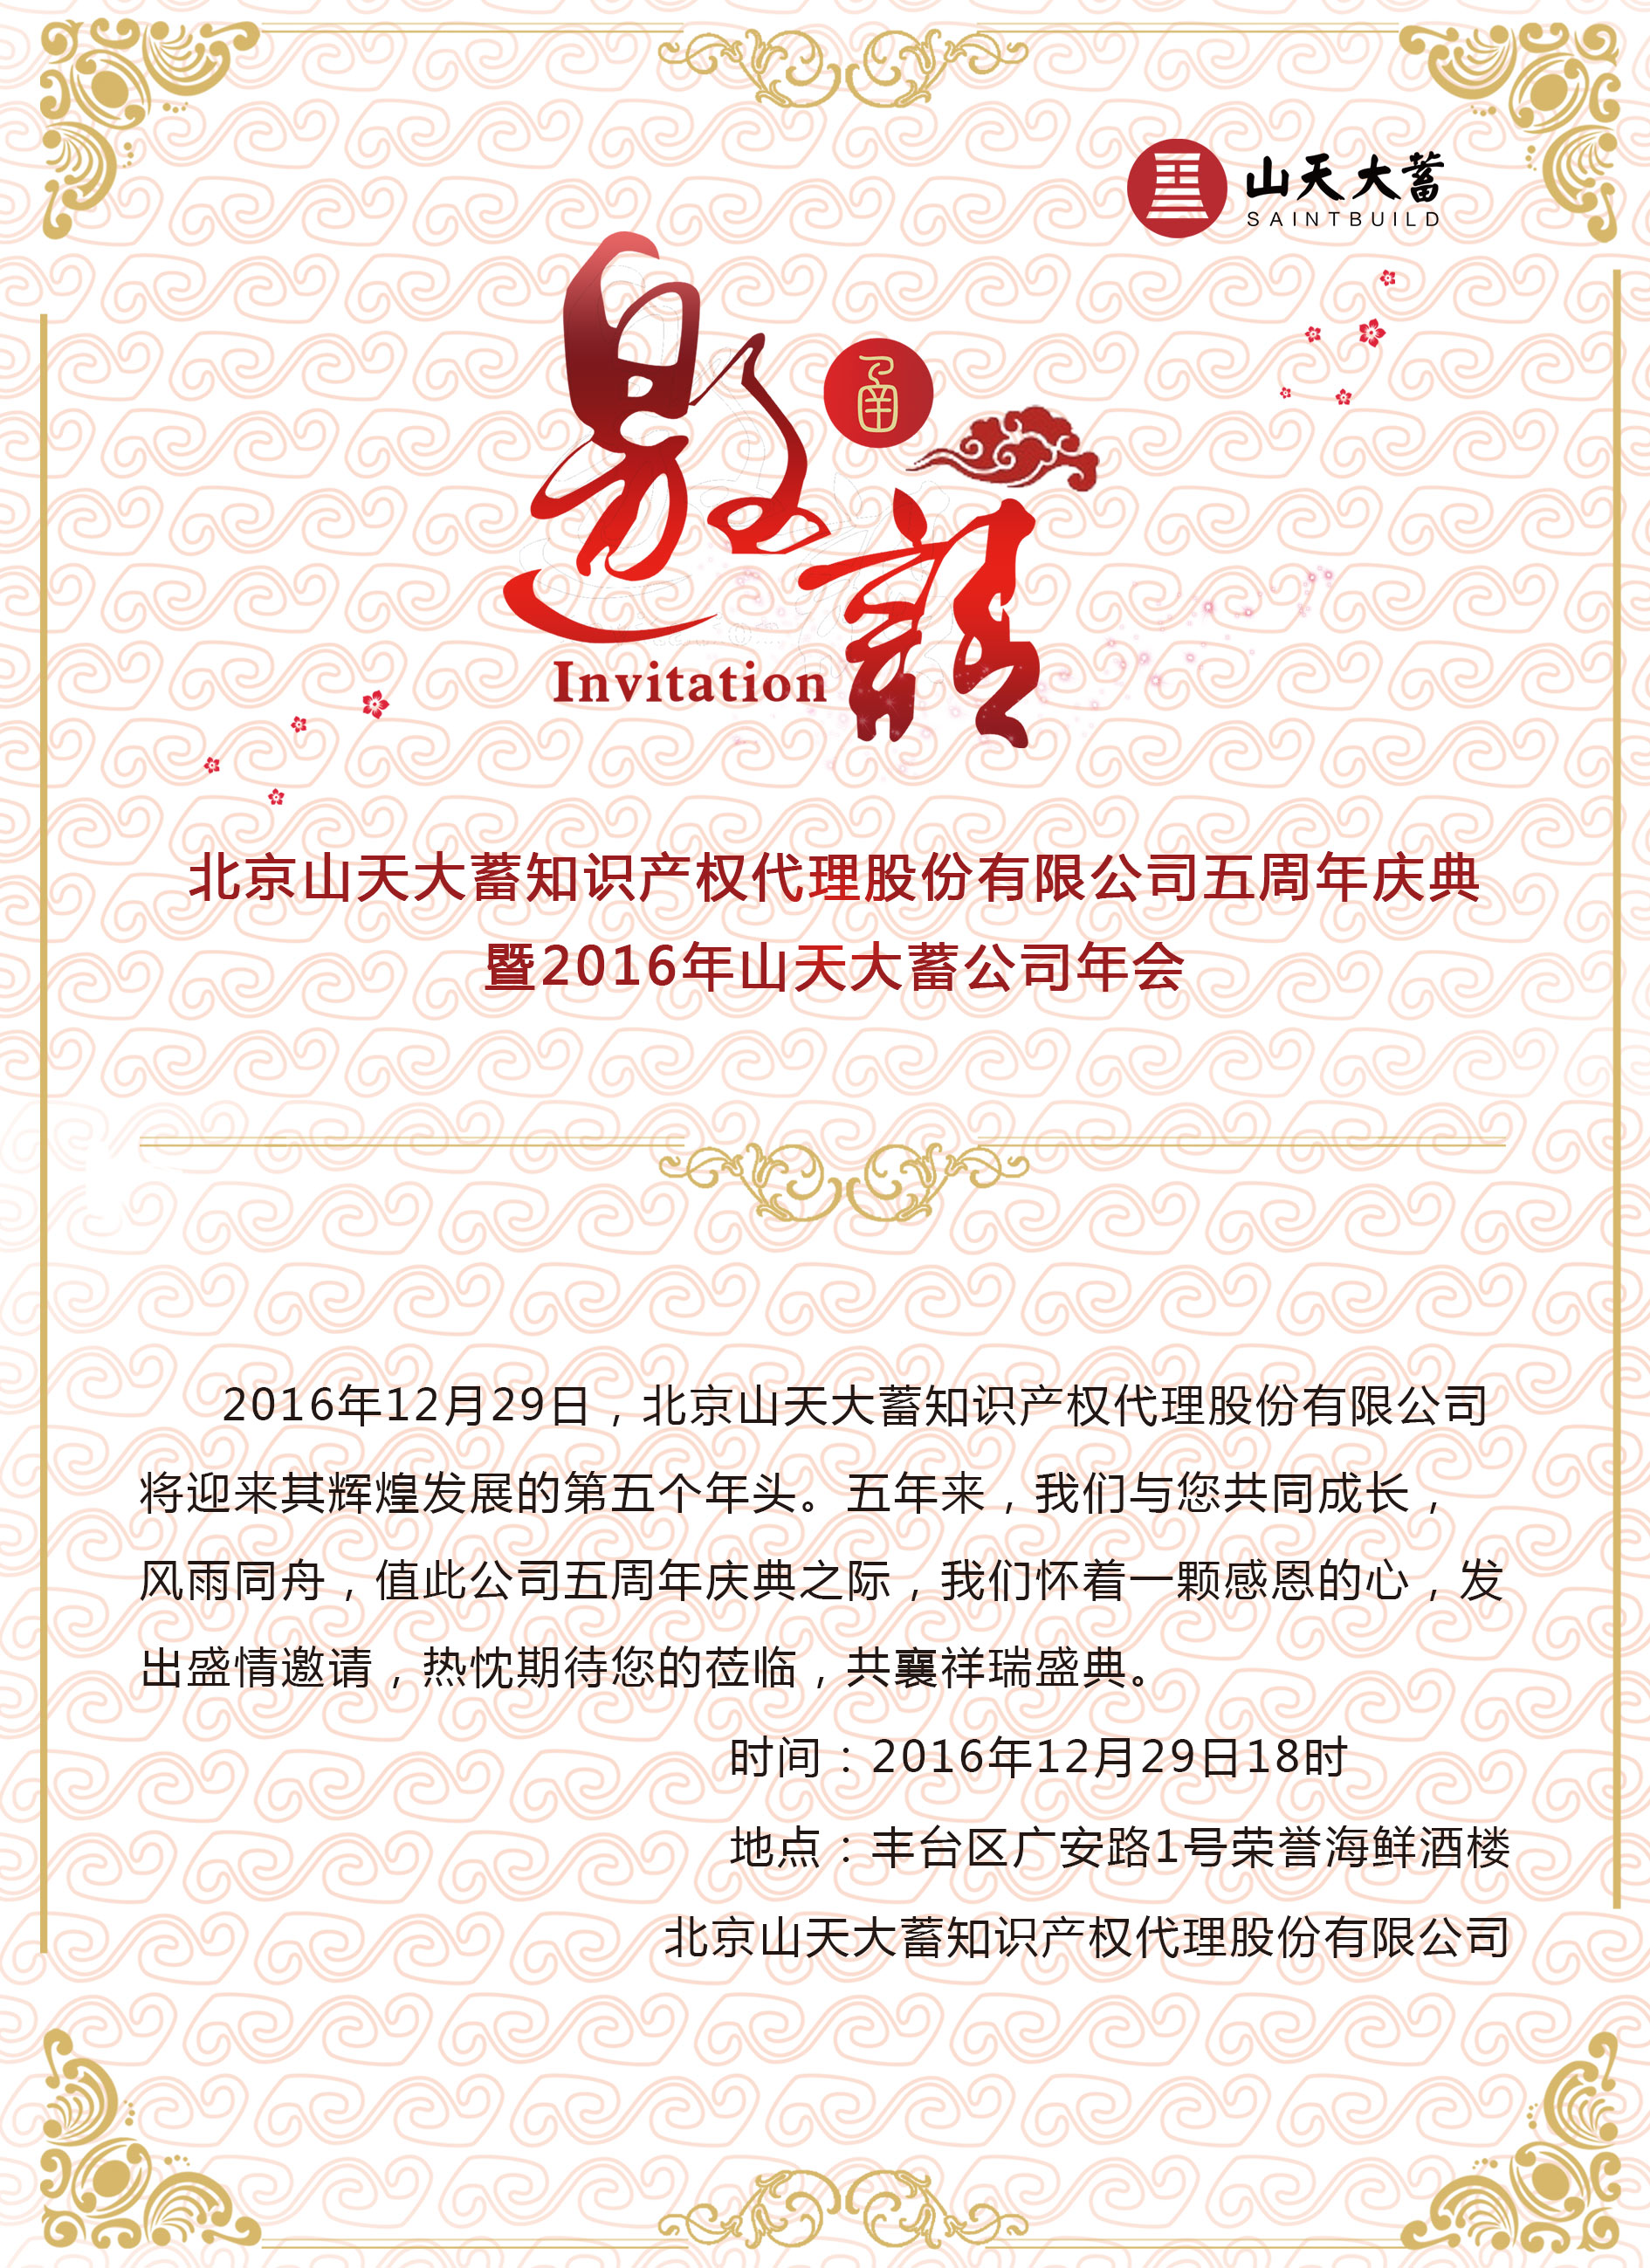 山天大蓄
SAINTBUILD
邀請
函
Invitation
北京山天大蓄知识产权代理股份有限公司五周年庆典
暨2016年山天大蓄公司年会
2016年12月29日，北京山天大蓄知识产权代理股份有限公司
将迎来其辉煌发展的第五个年头。五年来，我们与您共同成长，
风雨同舟，值此公司五周年庆典之际，我们怀着一颗感恩的心，发
出盛情邀请，热忱期待您的莅临，共襄祥瑞盛典。
时间：2016年12月29日18时
地点：丰台区广安路1号荣誉海鲜酒楼
北京山天大蓄知识产权代理股份有限公司